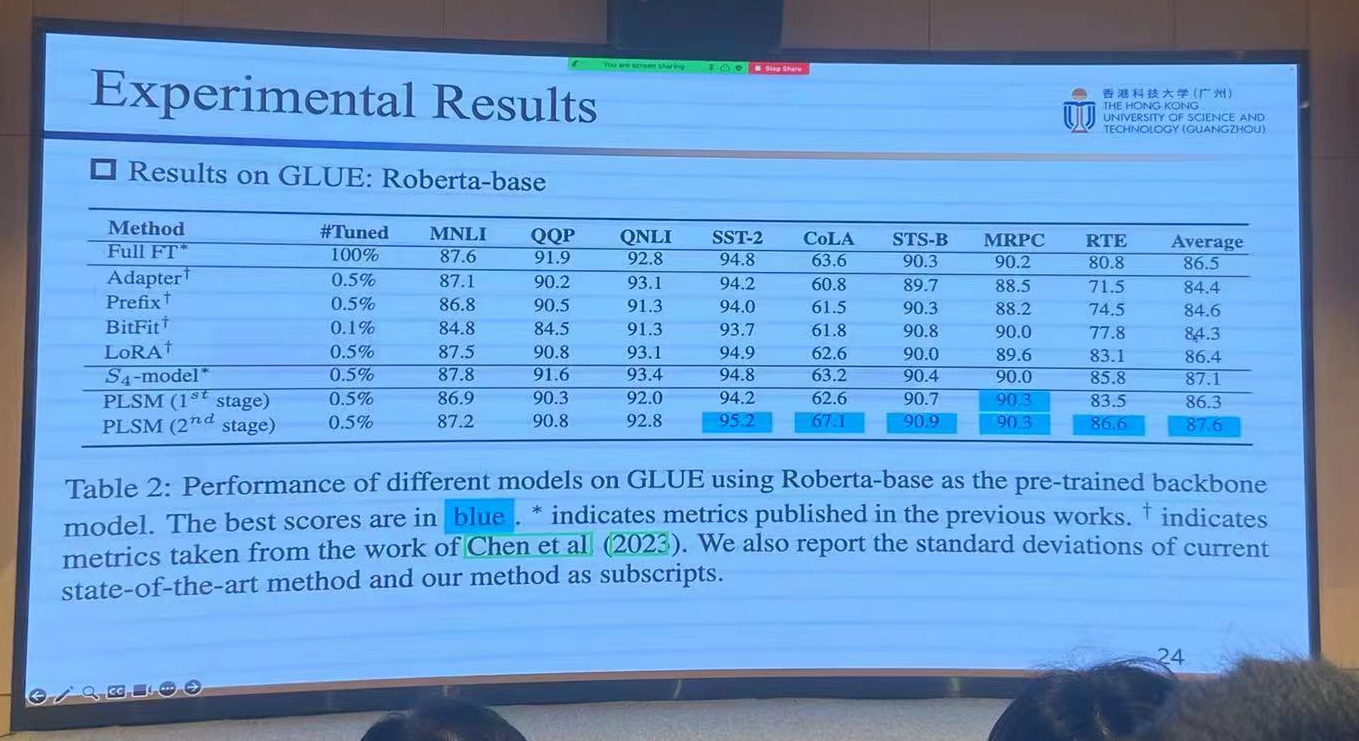 You are screen sharing Stop Share
Experimental Results
香港科技大学(广州)
THE HONG KONG
UNIVERSITY OF SCIENCE AND
TECHNOLOGY (GUANGZHOU)
Results on GLUE: Roberta-base
Method #Tuned MNLI QQP QNLI SST-2 CoLA STS-B MRPC RTE Average
Full FT* 100% 87.6 91.9 92.8 94.8 63.6 90.3 90.2 80.8 86.5
Adapter† 0.5% 87.1 90.2 93.1 94.2 60.8 89.7 88.5 71.5 84.4
Prefix† 0.5% 86.8 90.5 91.3 94.0 61.5 90.3 88.2 74.5 84.6
BitFit† 0.1% 84.8 84.5 91.3 93.7 61.8 90.8 90.0 77.8 84.3
LoRA† 0.5% 87.5 90.8 93.1 94.9 62.6 90.0 89.6 83.1 86.4
S4-model* 0.5% 87.8 91.6 93.4 94.8 63.2 90.4 90.0 85.8 87.1
PLSM (1st stage) 0.5% 86.9 90.3 92.0 94.2 62.6 90.7 90.3 83.5 86.3
PLSM (2nd stage) 0.5% 87.2 90.8 92.8 95.2 67.1 90.9 90.3 86.6 87.6
Table 2: Performance of different models on GLUE using Roberta-base as the pre-trained backbone
model. The best scores are in blue . * indicates metrics published in the previous works. † indicates
metrics taken from the work of Chen et al (2023). We also report the standard deviations of current
state-of-the-art method and our method as subscripts.
24
CC